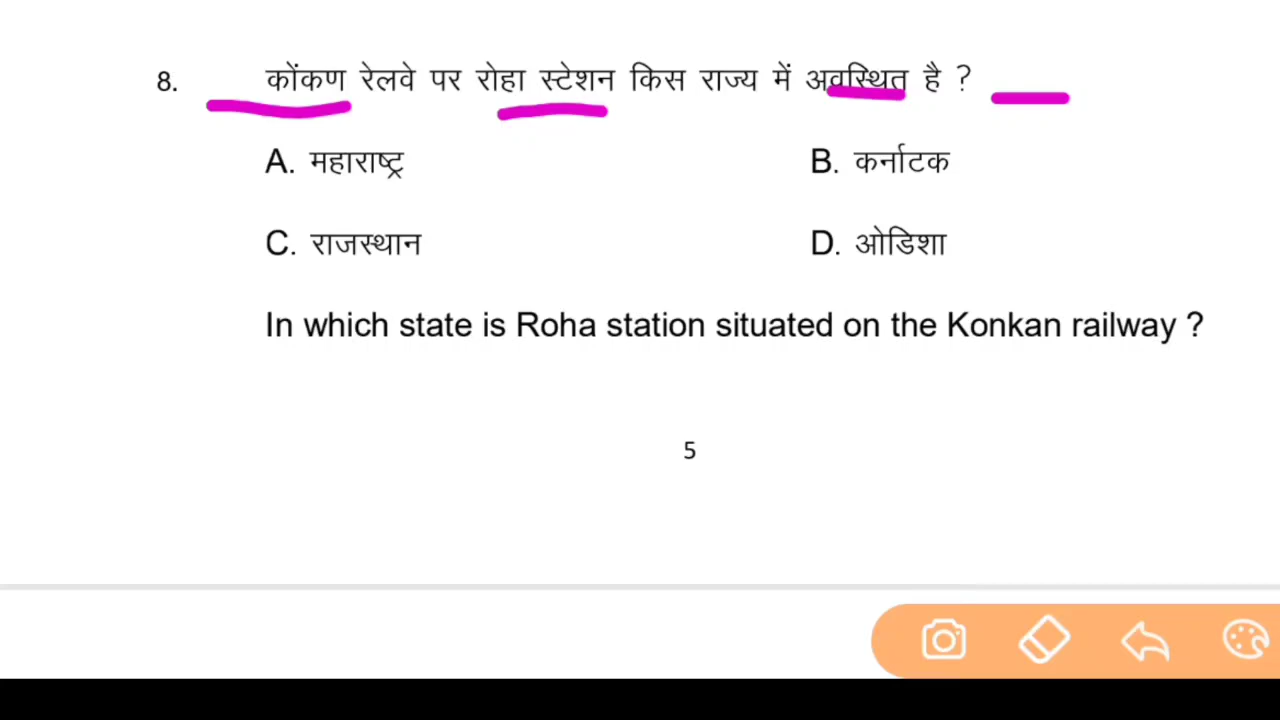 8. कोंकण रेलवे पर रोहा स्टेशन किस राज्य में अवस्थित है ?
A. महाराष्ट्र B. कर्नाटक
C. राजस्थान D. ओडिशा
In which state is Roha station situated on the Konkan railway ?
5